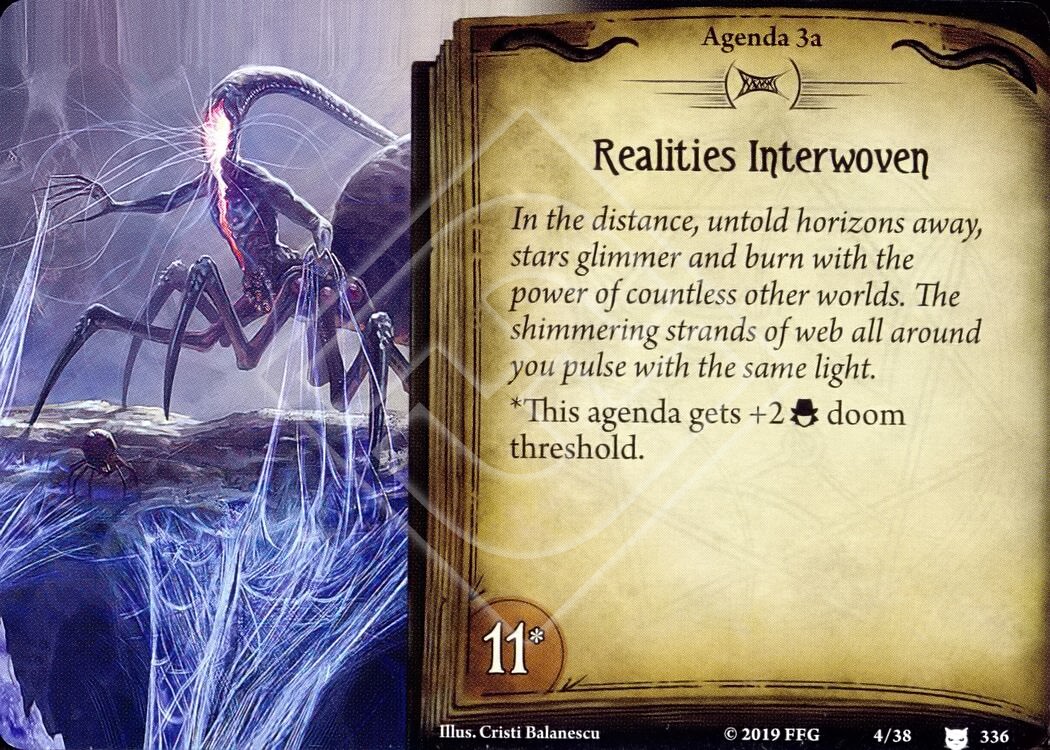 Agenda 3a
Realities Interwoven
In the distance, untold horizons away,
stars glimmer and burn with the
power of countless other worlds. The
shimmering strands of web all around
you pulse with the same light.
*This agenda gets +2 doom
threshold.
11*
Illus. Cristi Balanescu
© 2019 FFG
4/38
336